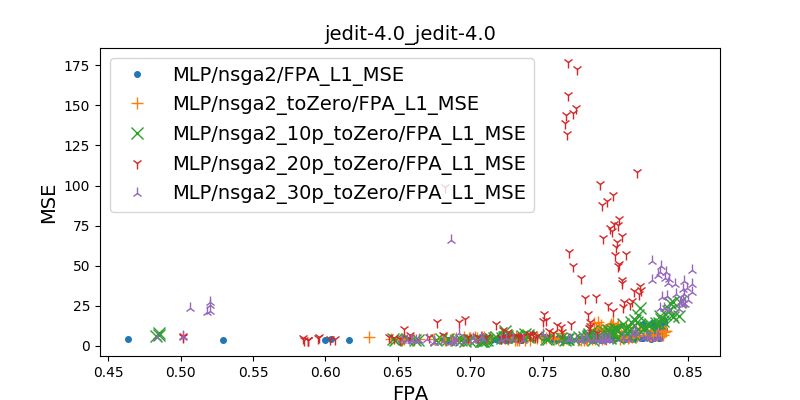 jedit-4.0_jedit-4.0
MLP/nsga2/FPA_L1_MSE
MLP/nsga2_toZero/FPA_L1_MSE
MLP/nsga2_10p_toZero/FPA_L1_MSE
MLP/nsga2_20p_toZero/FPA_L1_MSE
MLP/nsga2_30p_toZero/FPA_L1_MSE
MSE
175
150
125
100
75
50
25
0
0.45 0.50 0.55 0.60 0.65 0.70 0.75 0.80 0.85
FPA